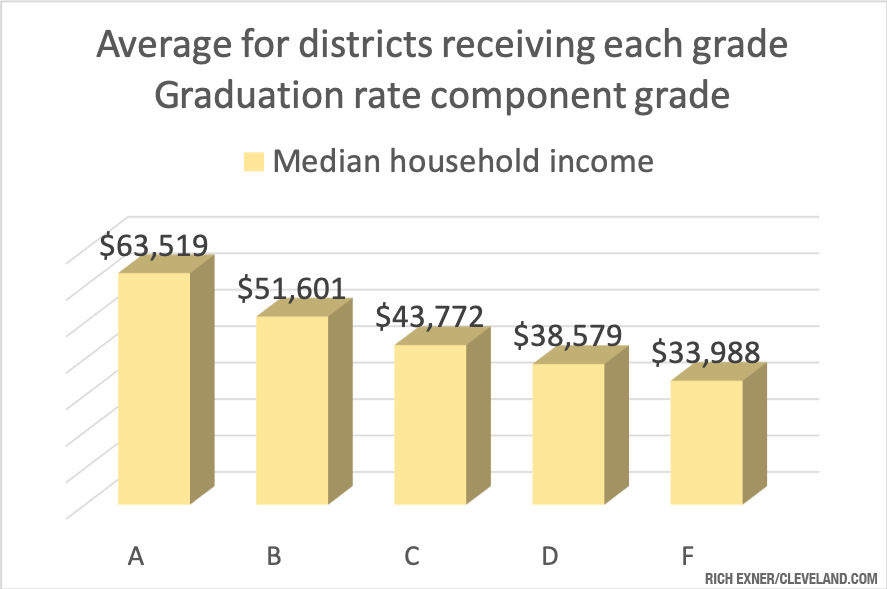 Average for districts receiving each grade
Graduation rate component grade
Median household income
$63,519
$51,601
$43,772
$38,579
$33,988
A B C D F
RICH EXNER/CLEVELAND.COM